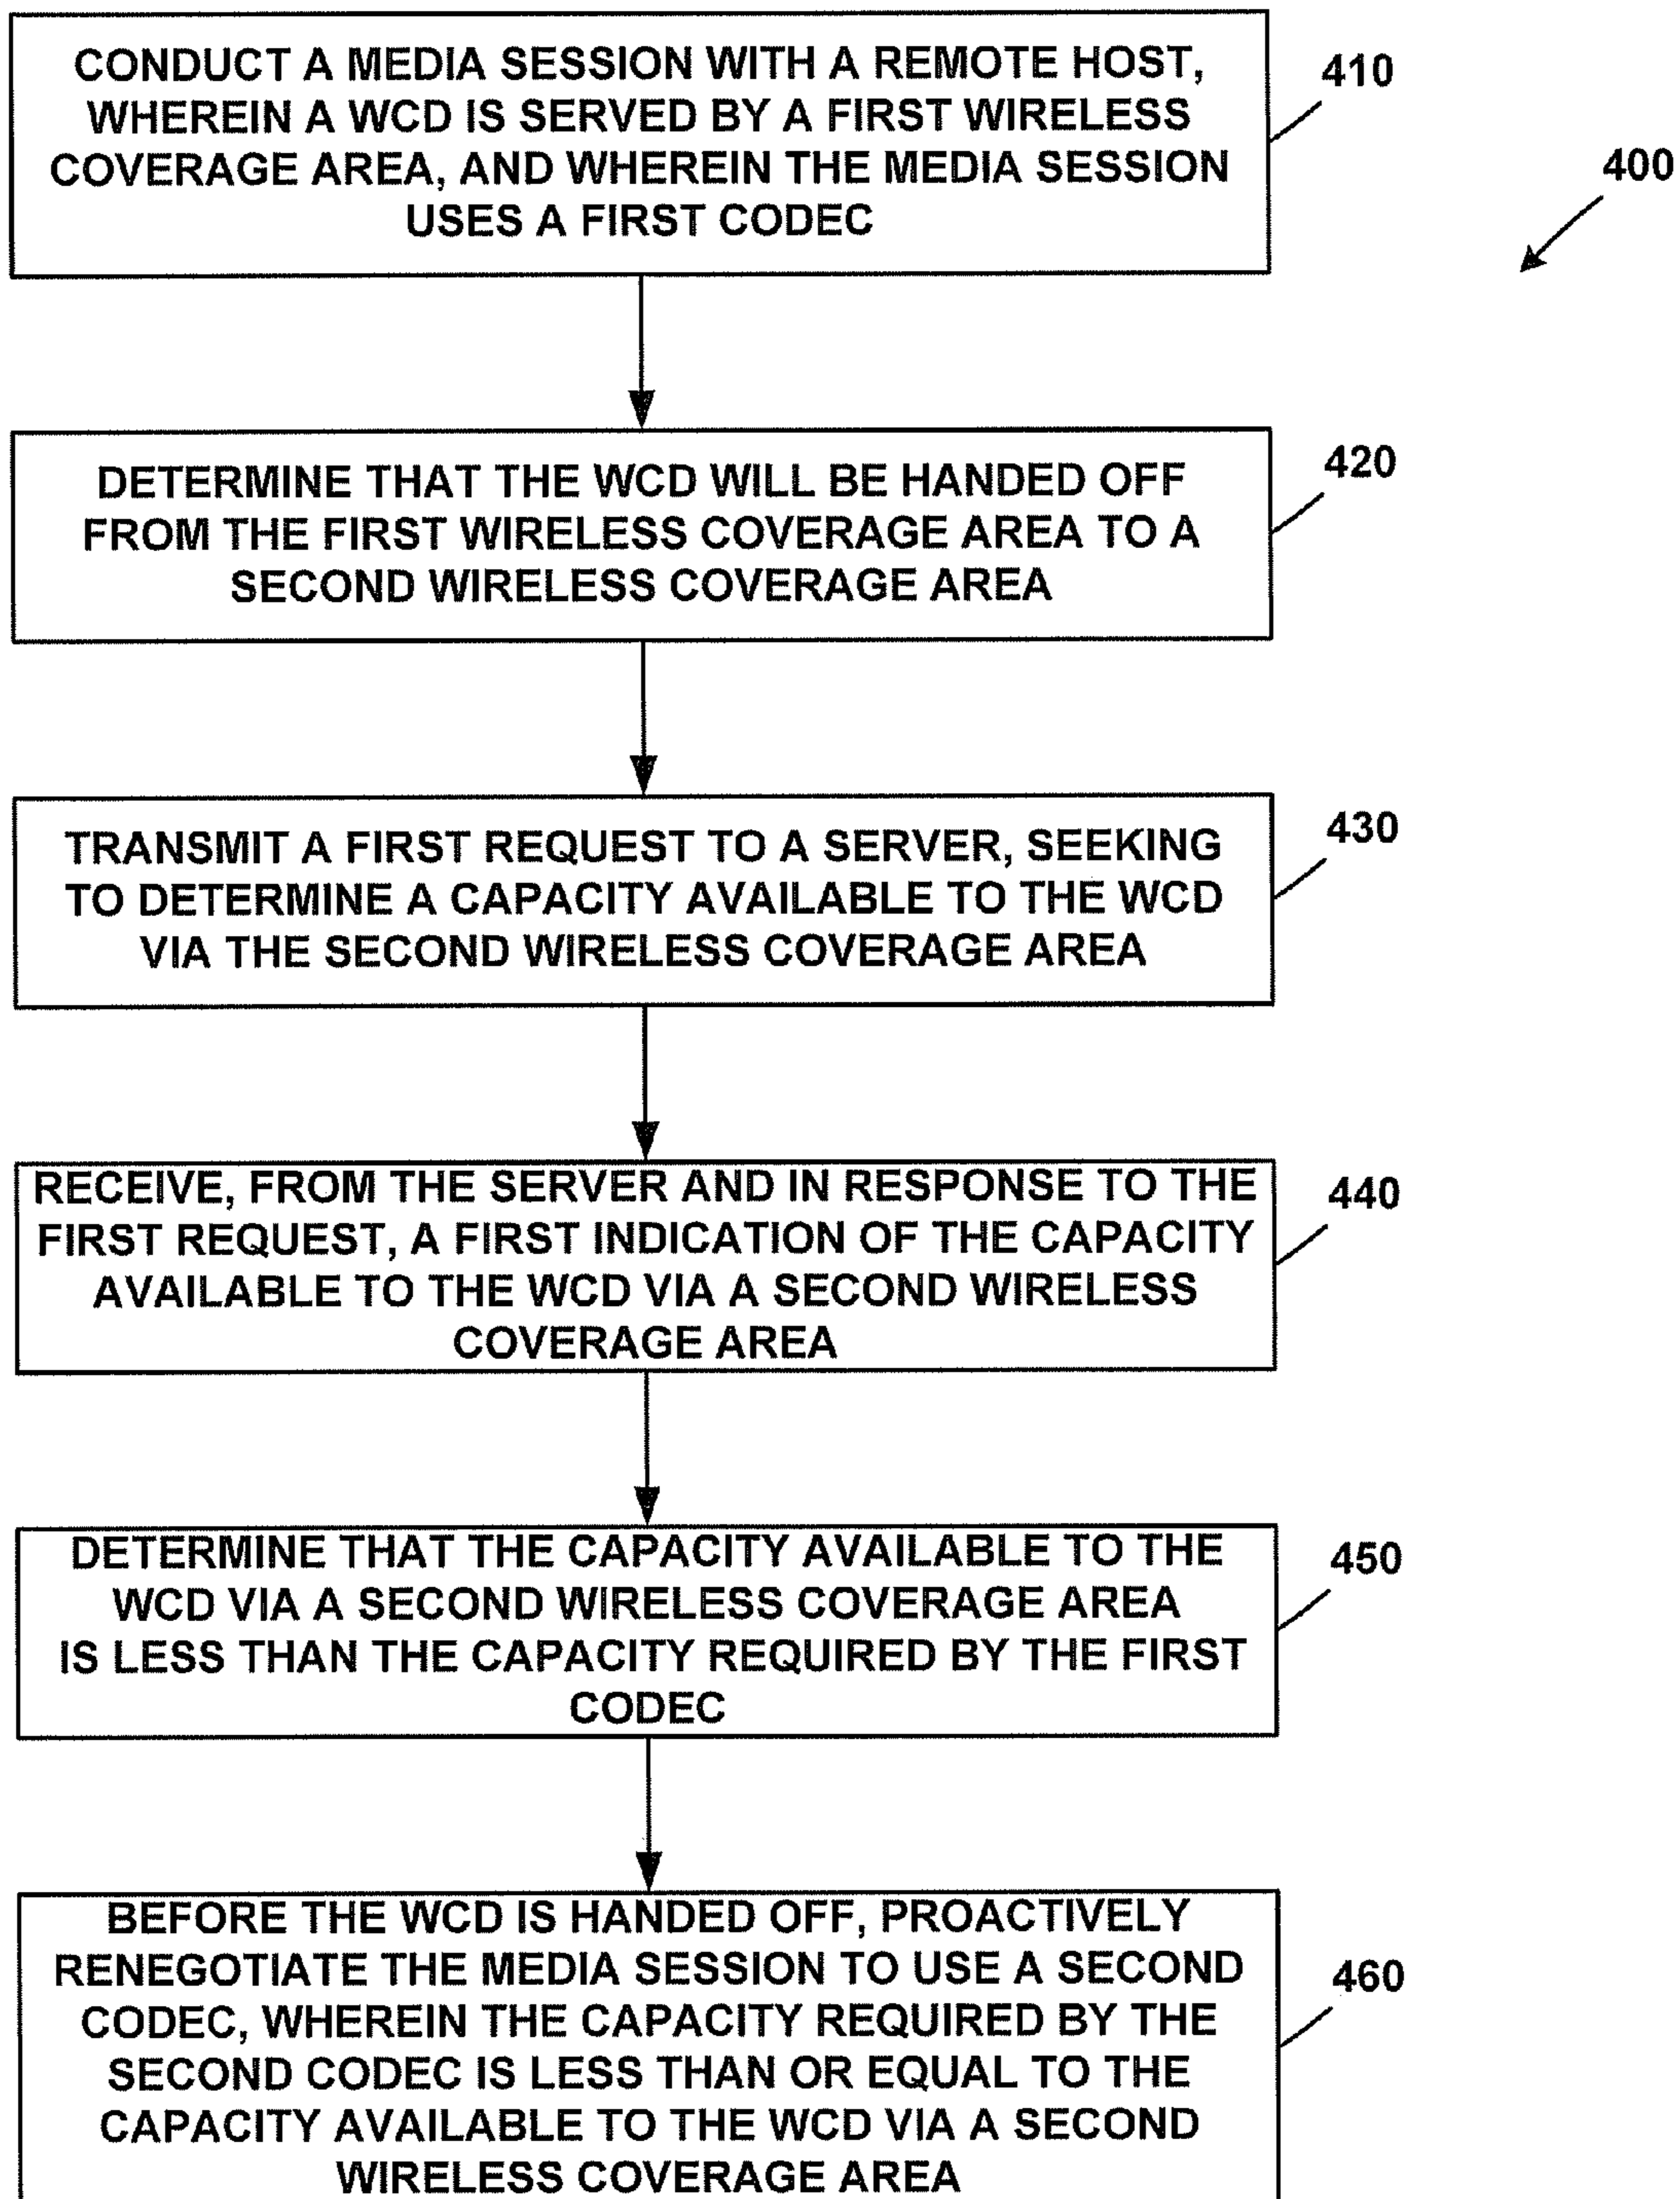 CONDUCT A MEDIA SESSION WITH A REMOTE HOST,
WHEREIN A WCD IS SERVED BY A FIRST WIRELESS
COVERAGE AREA, AND WHEREIN THE MEDIA SESSION
USES A FIRST CODEC
410
400
DETERMINE THAT THE WCD WILL BE HANDED OFF
FROM THE FIRST WIRELESS COVERAGE AREA TO A
SECOND WIRELESS COVERAGE AREA
420
TRANSMIT A FIRST REQUEST TO A SERVER, SEEKING
TO DETERMINE A CAPACITY AVAILABLE TO THE WCD
VIA THE SECOND WIRELESS COVERAGE AREA
430
RECEIVE, FROM THE SERVER AND IN RESPONSE TO THE
FIRST REQUEST, A FIRST INDICATION OF THE CAPACITY
AVAILABLE TO THE WCD VIA A SECOND WIRELESS
COVERAGE AREA
440
DETERMINE THAT THE CAPACITY AVAILABLE TO THE
WCD VIA A SECOND WIRELESS COVERAGE AREA
IS LESS THAN THE CAPACITY REQUIRED BY THE FIRST
CODEC
450
BEFORE THE WCD IS HANDED OFF, PROACTIVELY
RENEGOTIATE THE MEDIA SESSION TO USE A SECOND
CODEC, WHEREIN THE CAPACITY REQUIRED BY THE
SECOND CODEC IS LESS THAN OR EQUAL TO THE
CAPACITY AVAILABLE TO THE WCD VIA A SECOND
WIRELESS COVERAGE AREA
460